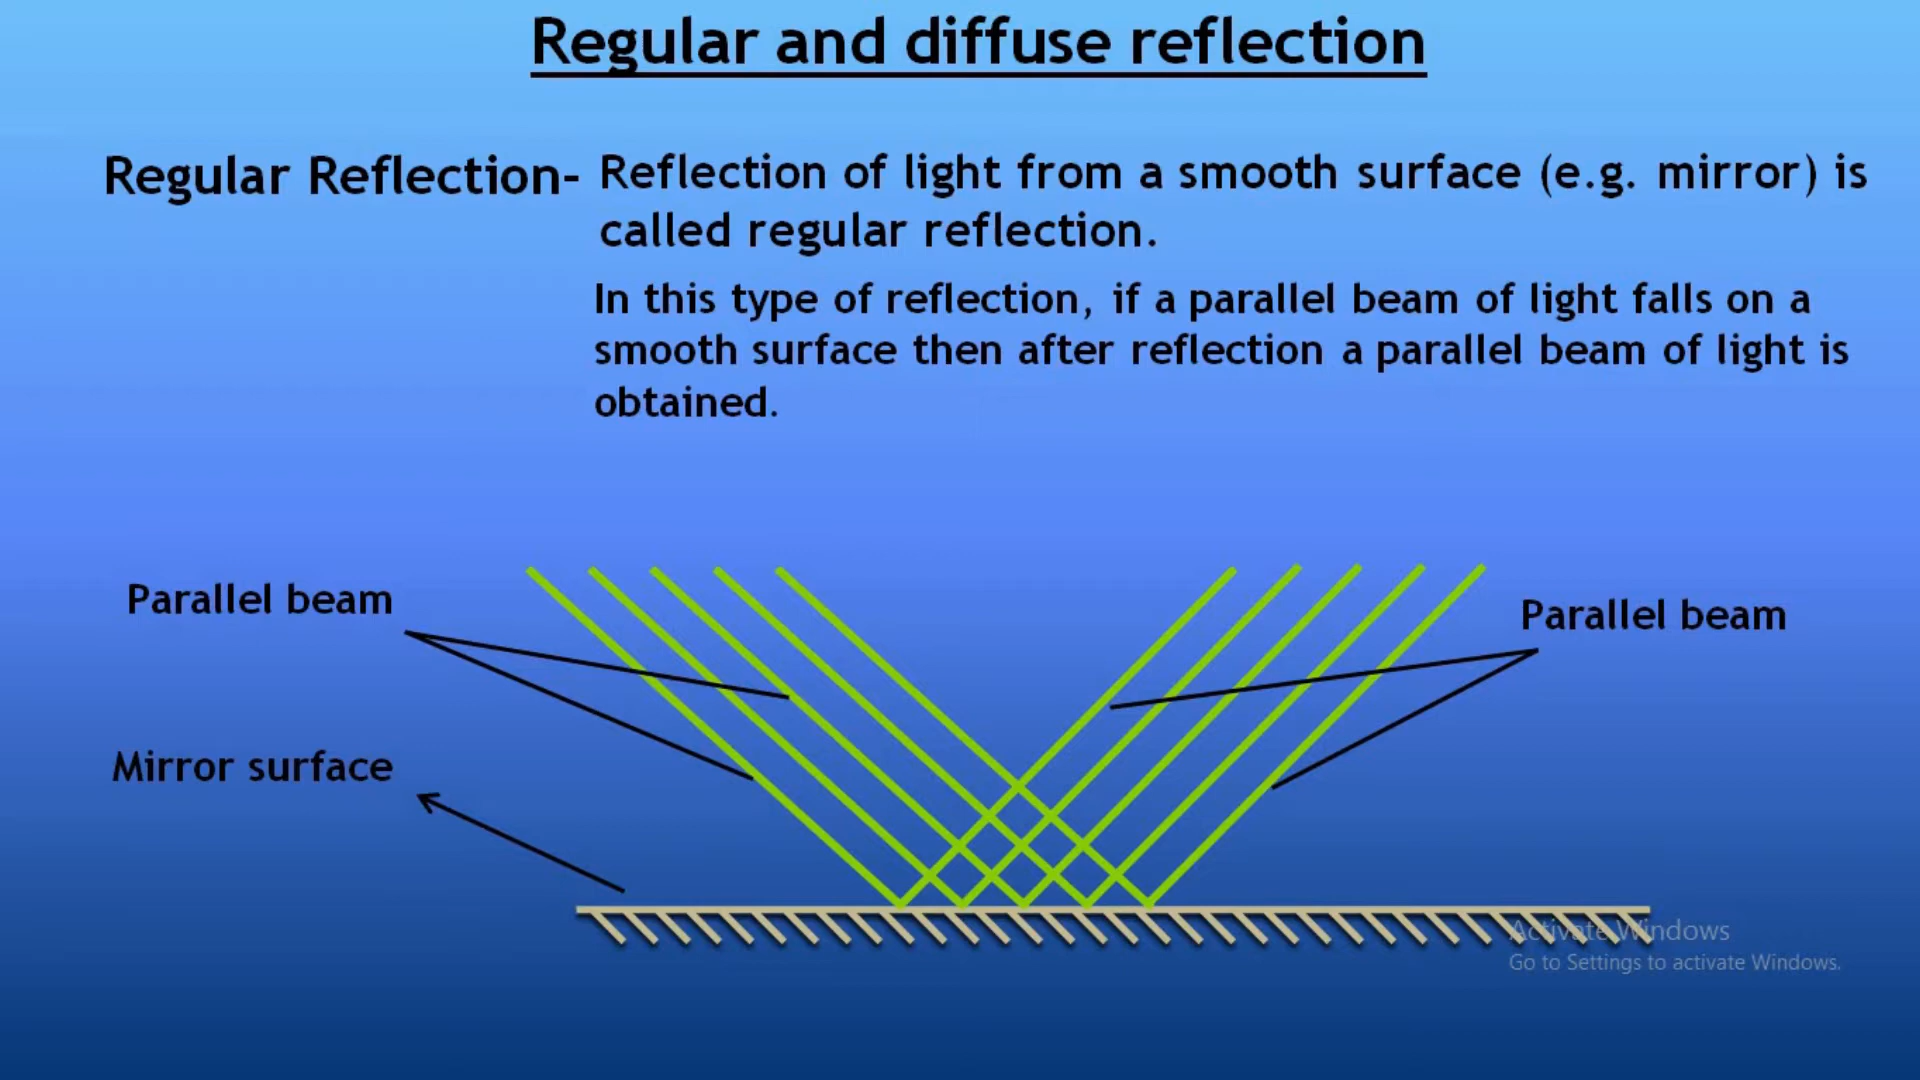 Regular and diffuse reflection
Regular Reflection- Reflection of light from a smooth surface (e.g. mirror) is
called regular reflection.
In this type of reflection, if a parallel beam of light falls on a
smooth surface then after reflection a parallel beam of light is
obtained.
Parallel beam
Parallel beam
Mirror surface
Activate Windows
Go to Settings to activate Windows.